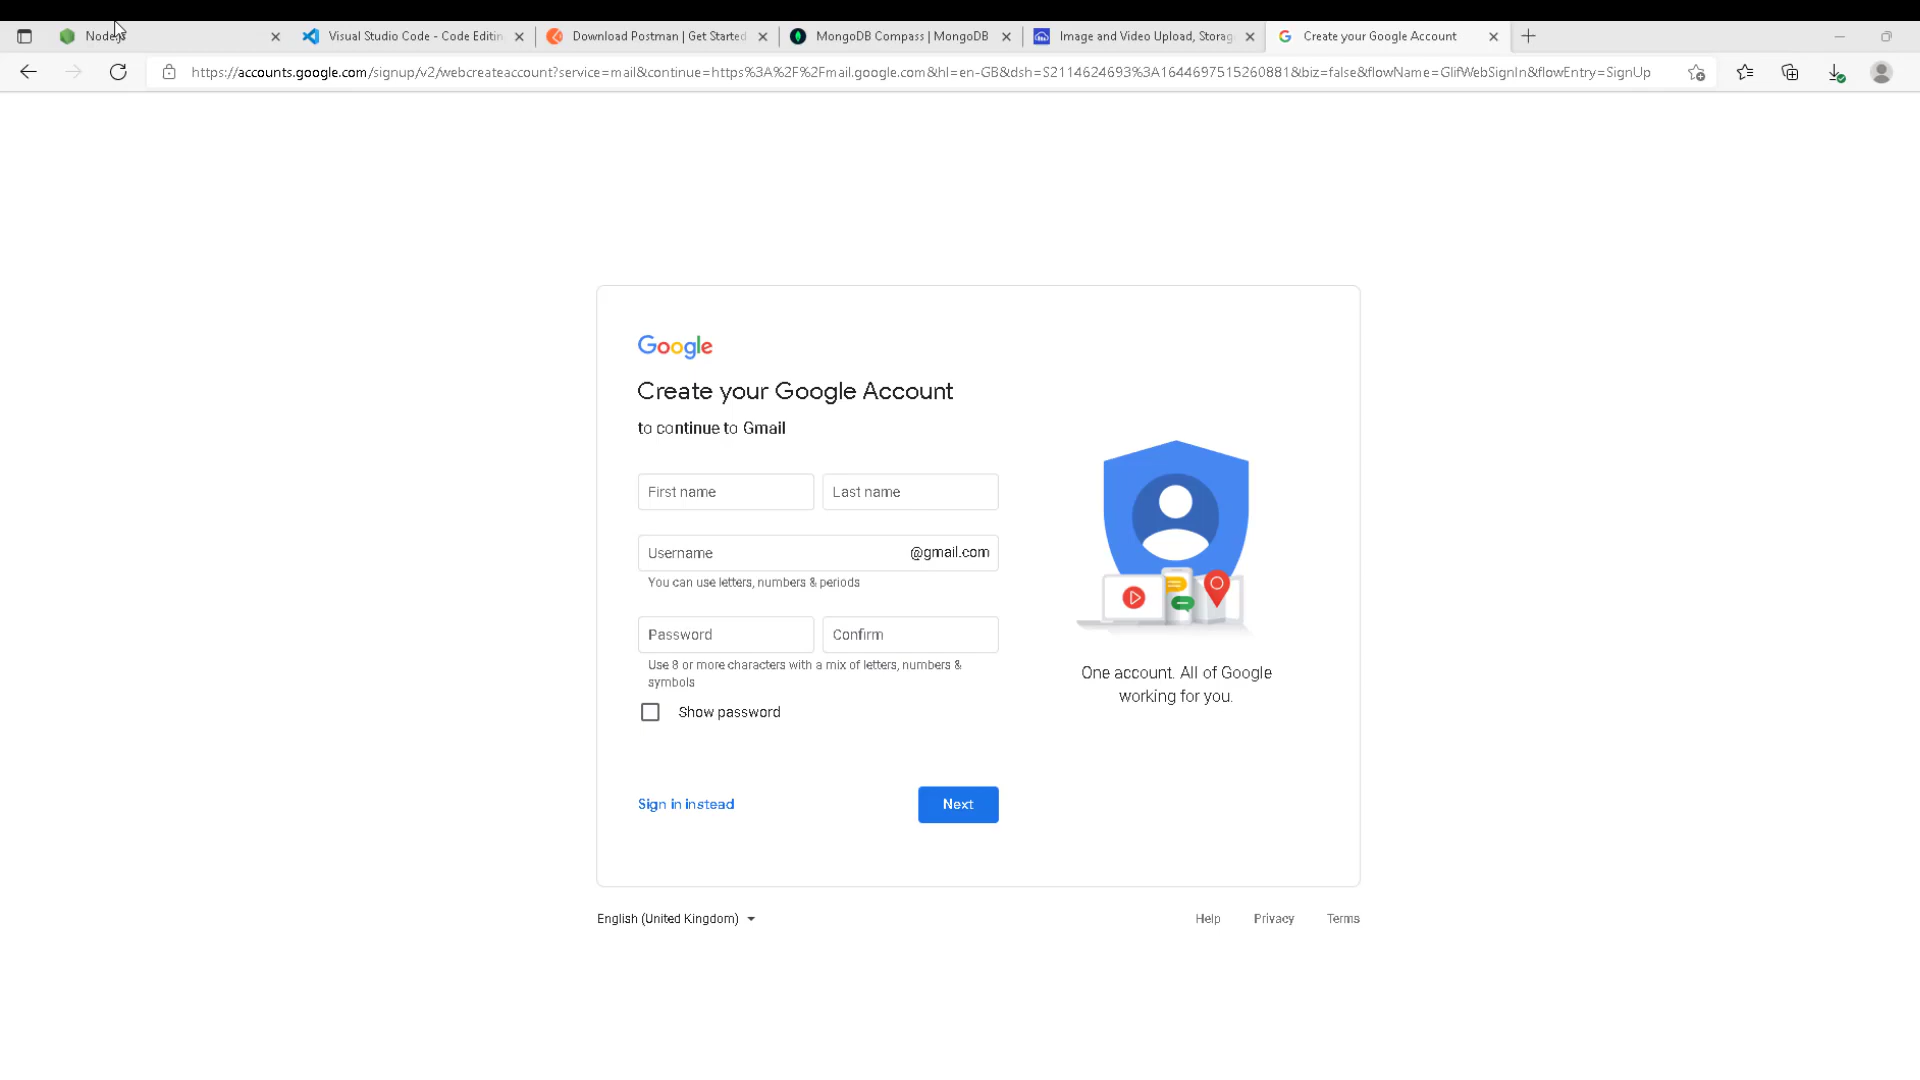 Node.js
Visual Studio Code - Code Editin
Download Postman | Get Started
MongoDB Compass | MongoDB
Image and Video Upload, Storag
Create your Google Account
https://accounts.google.com/signup/v2/webcreateaccount?service=mail&continue=https%3A%2F%2Fmail.google.com&hl=en-GB&dsh=S2114624693%3A1644697515260881&biz=false&flowName=GlifWebSignIn&flowEntry=SignUp
Google
Create your Google Account
to continue to Gmail
First name
Last name
Username
@gmail.com
You can use letters, numbers & periods
Password
Confirm
Use 8 or more characters with a mix of letters, numbers &
symbols
Show password
Sign in instead
Next
One account. All of Google
working for you.
English (United Kingdom)
Help
Privacy
Terms